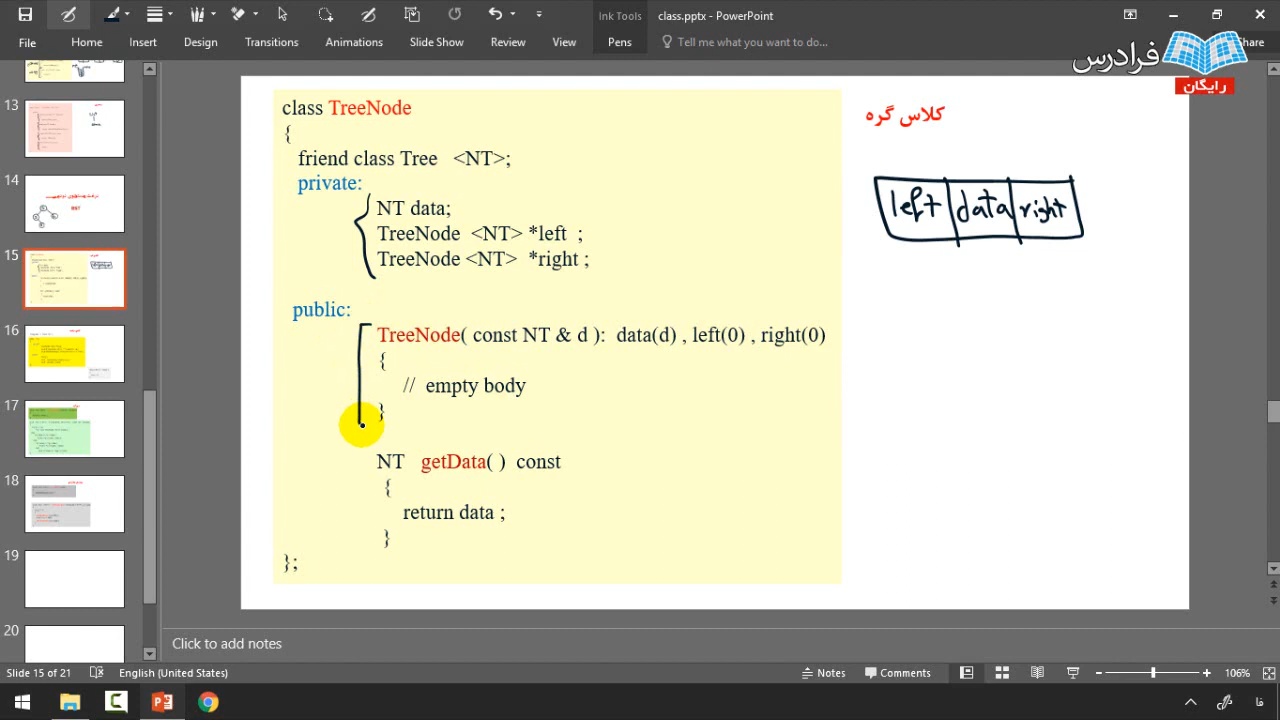 Ink Tools
class.pptx - PowerPoint
File
Home
Insert
Design
Transitions
Animations
Slide Show
Review
View
Pens
Tell me what you want to do...
Share
فرادرس
رایگان
13
14
BST
15
16
17
18
19
20
class TreeNode
{
friend class Tree <NT>;
private:
NT data;
TreeNode <NT> *left ;
TreeNode <NT> *right ;
public:
TreeNode( const NT & d ): data(d) , left(0) , right(0)
{
// empty body
}
NT getData( ) const
{
return data ;
}
};
کلاس گره
left data right
Click to add notes
Slide 15 of 21
English (United States)
Notes
Comments
106%
فا